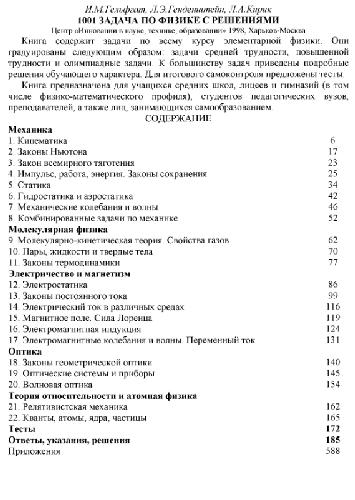 И.М.Гельфгат, Л.Э.Генденштейн, Л.А.Кирик
1001 ЗАДАЧА ПО ФИЗИКЕ С РЕШЕНИЯМИ
Центр «Инновации в науке, технике, образовании» 1998, Харьков-Москва
Книга содержит задачи по всему курсу элементарной физики. Они
градуированы следующим образом: задачи средней трудности, повышенной
трудности и олимпиадные задачи. К большинству задач приведены подробные
решения обучающего характера. Для итогового самоконтроля предложены тесты.
Книга предназначена для учащихся средних школ, лицеев и гимназий (в том
числе физико-математического профиля), студентов педагогических вузов,
преподавателей, а также лиц, занимающихся самообразованием.
СОДЕРЖАНИЕ
Механика
1. Кинематика 6
2. Законы Ньютона 17
3. Закон всемирного тяготения 23
4. Импульс, работа, энергия. Законы сохранения 25
5. Статика 34
6. Гидростатика и аэростатика 42
7. Механические колебания и волны 46
8. Комбинированные задачи по механике 52
Молекулярная физика
9. Молекулярно-кинетическая теория. Свойства газов 62
10. Пары, жидкости и твердые тела 70
11. Законы термодинамики 77
Электричество и магнетизм
12. Электростатика 86
13. Законы постоянного тока 99
14. Электрический ток в различных средах 116
15. Магнитное поле. Сила Лоренца 119
16. Электромагнитная индукция 124
17. Электромагнитные колебания и волны. Переменный ток 131
Оптика
18. Законы геометрической оптики 140
19. Оптические системы и приборы 145
20. Волновая оптика 154
Теория относительности и атомная физика
21. Релятивистская механика 162
22. Кванты, атомы, ядра, частицы 165
Тесты 172
Ответы, указания, решения 185
Приложения 588